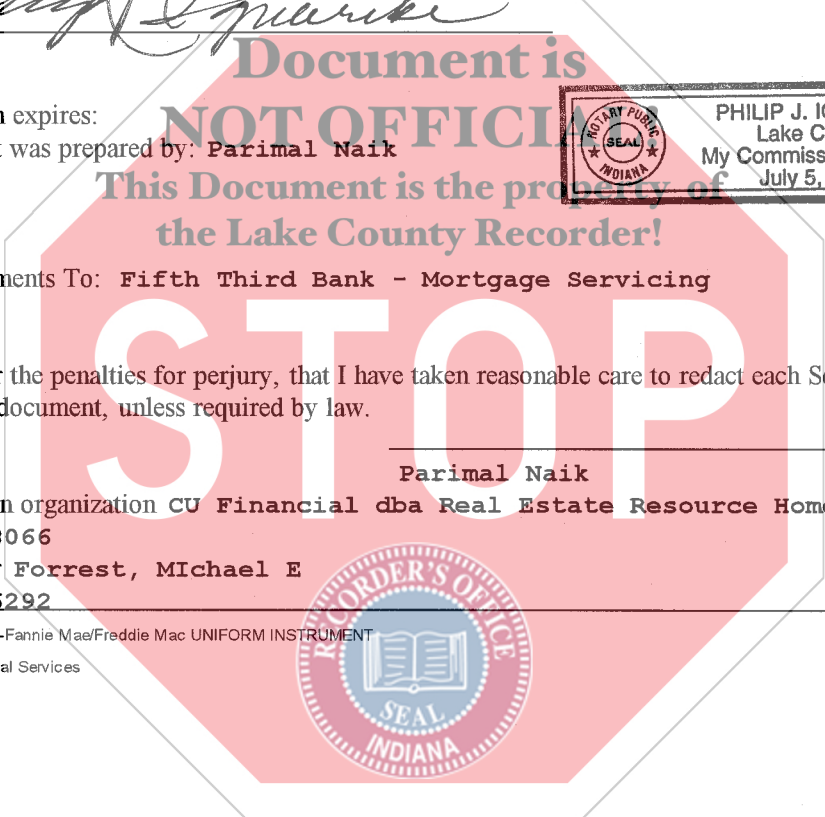 Document is
NOT OFFICIAL!
This Document is the property of
the Lake County Recorder!
expires:
was prepared by: Parimal Naik
NOTARY PUBLIC
SEAL
INDIANA
PHILIP J.
Lake C
My Commiss
July 5,
ments To: Fifth Third Bank - Mortgage Servicing
STOP
the penalties for perjury, that I have taken reasonable care to redact each S
document, unless required by law.
Parimal Naik
n organization CU Financial dba Real Estate Resource Hom
066
Forrest, MIchael E
5292
-Fannie Mae/Freddie Mac UNIFORM INSTRUMENT
al Services
RECORDER'S OFFICE
SEAL
INDIANA